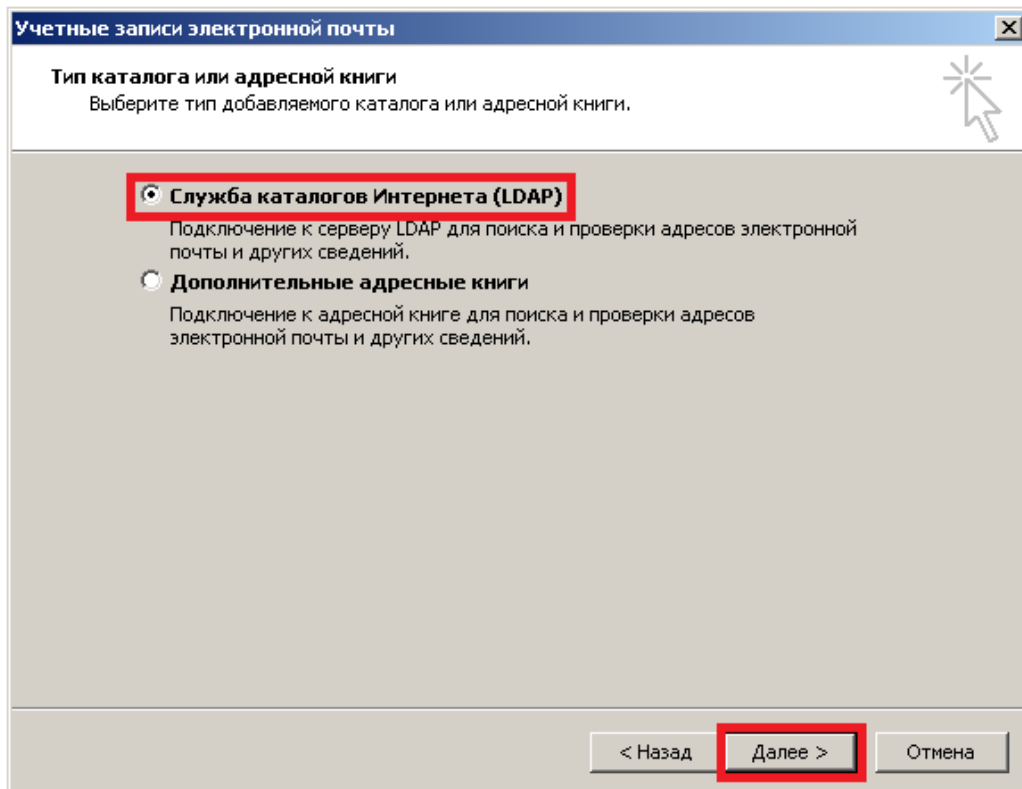 Учетные записи электронной почты
Тип каталога или адресной книги
Выберите тип добавляемого каталога или адресной книги.
Служба каталогов Интернета (LDAP)
Подключение к серверу LDAP для поиска и проверки адресов электронной
почты и других сведений.
Дополнительные адресные книги
Подключение к адресной книге для поиска и проверки адресов
электронной почты и других сведений.
< Назад
Далее >
Отмена